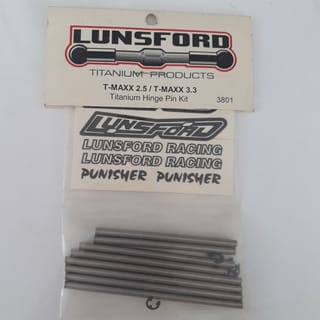 LUNSFORD
TITANIUM PRODUCTS
T-MAXX 2.5 / T-MAXX 3.3
Titanium Hinge Pin Kit
3801
LUNSFORD
LUNSFORD RACING
LUNSFORD RACING
PUNISHER PUNISHER